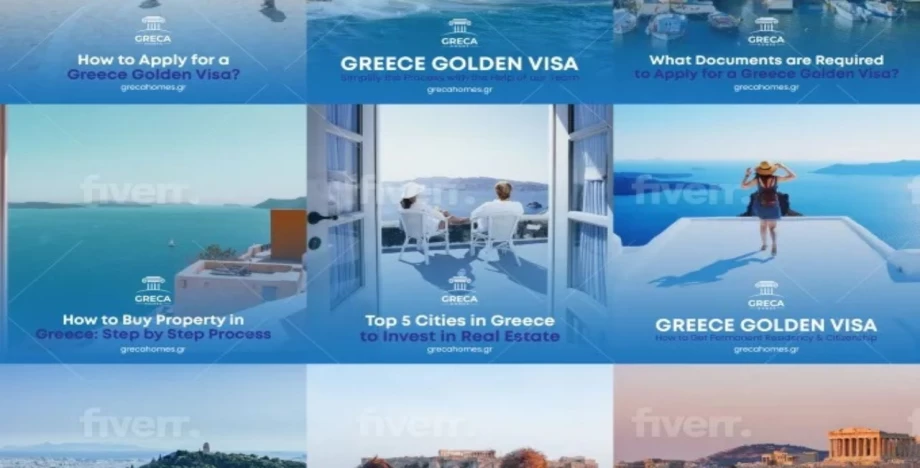 GRECA
GRECA
GRECA
How to Apply for a
Greece Golden Visa?
grecahomes.gr
GREECE GOLDEN VISA
Simplify the Process with the Help of our Team
grecahomes.gr
What Documents are Required
to Apply for a Greece Golden Visa?
grecahomes.gr
fiverr.
fiverr.
fiverr.
GRECA
How to Buy Property in
Greece: Step by Step Process
grecahomes.gr
GRECA
Top 5 Cities in Greece
to Invest in Real Estate
grecahomes.gr
GRECA
GREECE GOLDEN VISA
How to Get Permanent Residency & Citizenship
grecahomes.gr
fiverr.
fiverr.
fiverr.